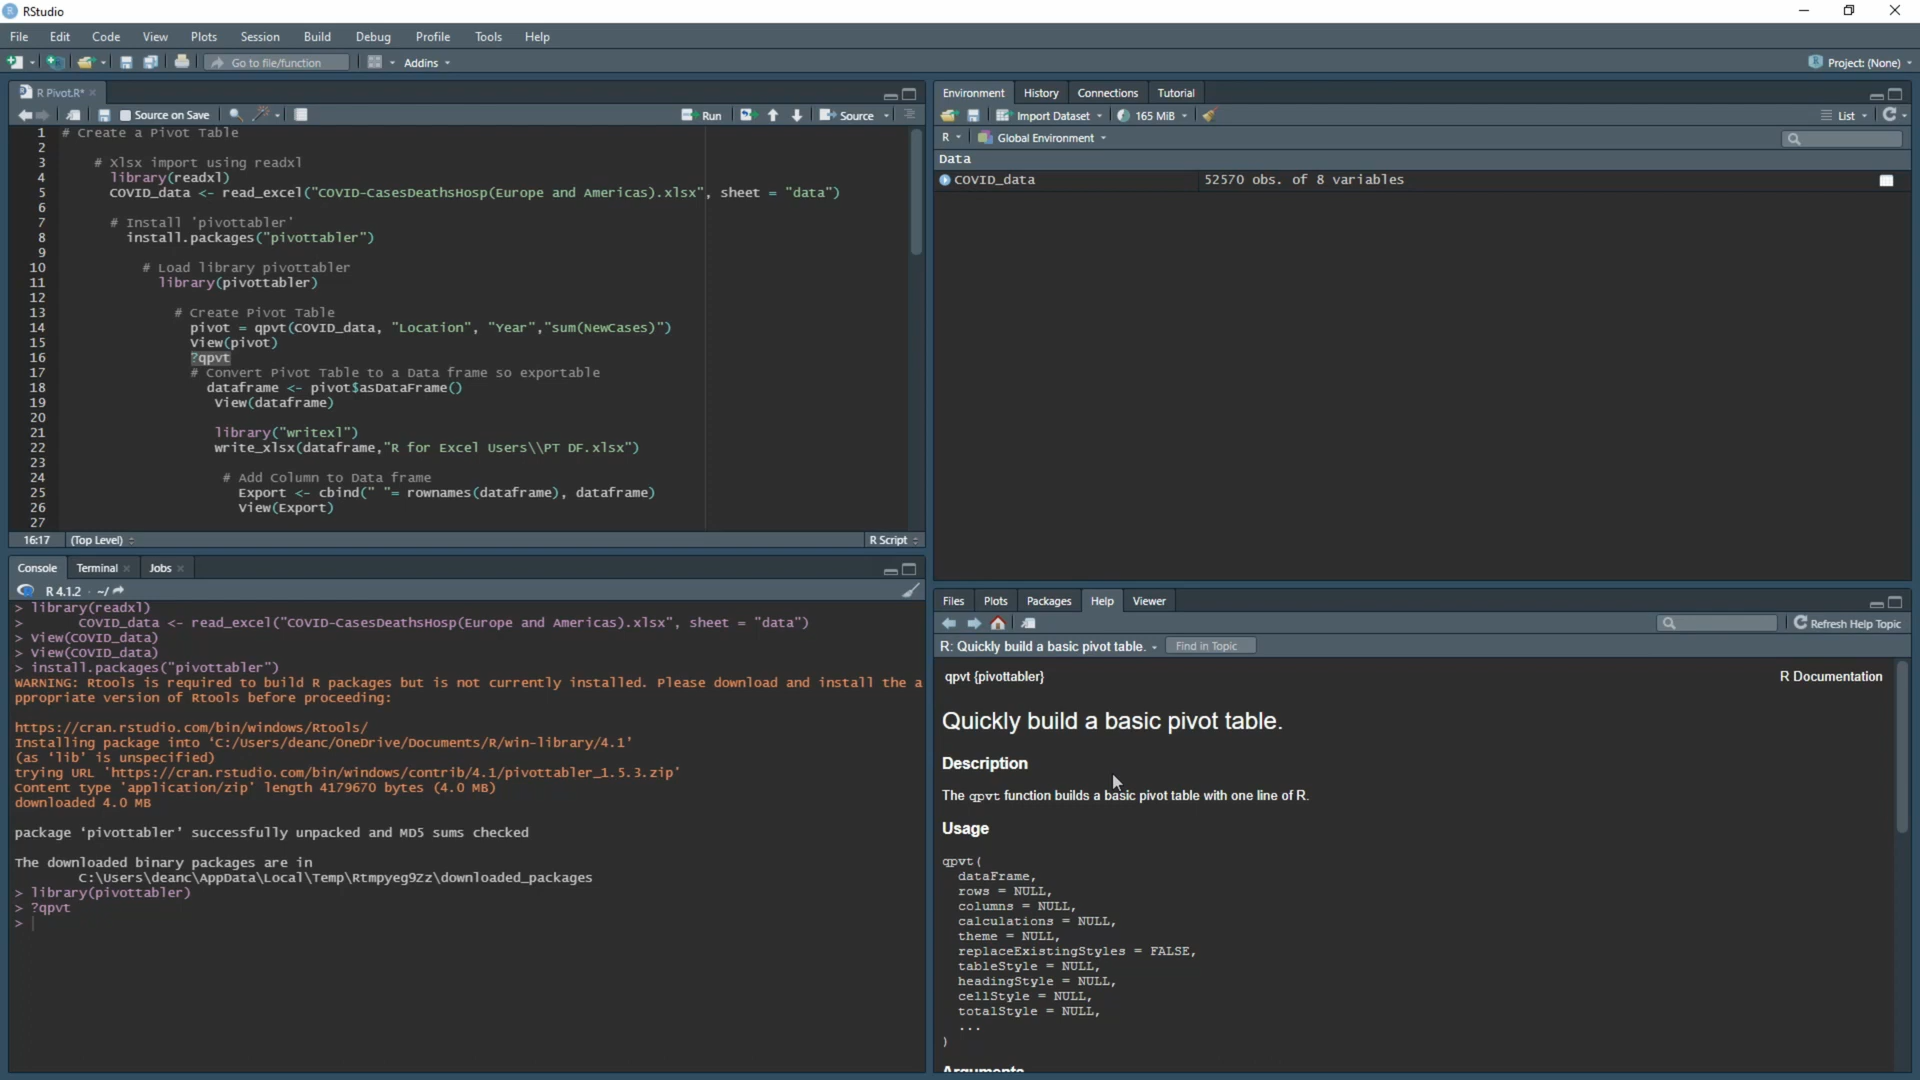 RStudio
File Edit Code View Plots Session Build Debug Profile Tools Help
Go to file/function Addins Project: (None)
R Pivot.R*
Source on Save Run Source
1 # Create a Pivot Table
2
3 # Xlsx import using readxl
4 library(readxl)
5 COVID_data <- read_excel("COVID-CasesDeathsHosp(Europe and Americas).xlsx", sheet = "data")
6
7 # Install 'pivottabler'
8 install.packages("pivottabler")
9
10 # Load library pivottabler
11 library(pivottabler)
12
13 # Create Pivot Table
14 pivot = qpvt(COVID_data, "Location", "Year","sum(NewCases)")
15 View(pivot)
16 ?qpvt
17 # Convert Pivot Table to a Data frame so exportable
18 dataframe <- pivot$asDataFrame()
19 View(dataframe)
20
21 library("writexl")
22 write_xlsx(dataframe,"R for Excel Users\\PT DF.xlsx")
23
24 # Add Column to Data frame
25 Export <- cbind(" "= rownames(dataframe), dataframe)
26 View(Export)
27
16:17 (Top Level) R Script
Console Terminal Jobs
R 4.1.2 · ~/
> library(readxl)
> COVID_data <- read_excel("COVID-CasesDeathsHosp(Europe and Americas).xlsx", sheet = "data")
> View(COVID_data)
> View(COVID_data)
> install.packages("pivottabler")
WARNING: Rtools is required to build R packages but is not currently installed. Please download and install the a
ppropriate version of Rtools before proceeding:
https://cran.rstudio.com/bin/windows/Rtools/
Installing package into ‘C:/Users/deanc/OneDrive/Documents/R/win-library/4.1’
(as ‘lib’ is unspecified)
trying URL 'https://cran.rstudio.com/bin/windows/contrib/4.1/pivottabler_1.5.3.zip'
Content type 'application/zip' length 4179670 bytes (4.0 MB)
downloaded 4.0 MB
package ‘pivottabler’ successfully unpacked and MD5 sums checked
The downloaded binary packages are in
C:\Users\deanc\AppData\Local\Temp\Rtmpyeg9Zz\downloaded_packages
> library(pivottabler)
> ?qpvt
>
Environment History Connections Tutorial
Import Dataset 165 MiB List
R Global Environment
Data
COVID_data 52570 obs. of 8 variables
Files Plots Packages Help Viewer
Refresh Help Topic
R: Quickly build a basic pivot table. Find in Topic
qpvt {pivottabler} R Documentation
Quickly build a basic pivot table.
Description
The qpvt function builds a basic pivot table with one line of R.
Usage
qpvt(
dataFrame,
rows = NULL,
columns = NULL,
calculations = NULL,
theme = NULL,
replaceExistingStyles = FALSE,
tableStyle = NULL,
headingStyle = NULL,
cellStyle = NULL,
totalStyle = NULL,
...
)
Arguments